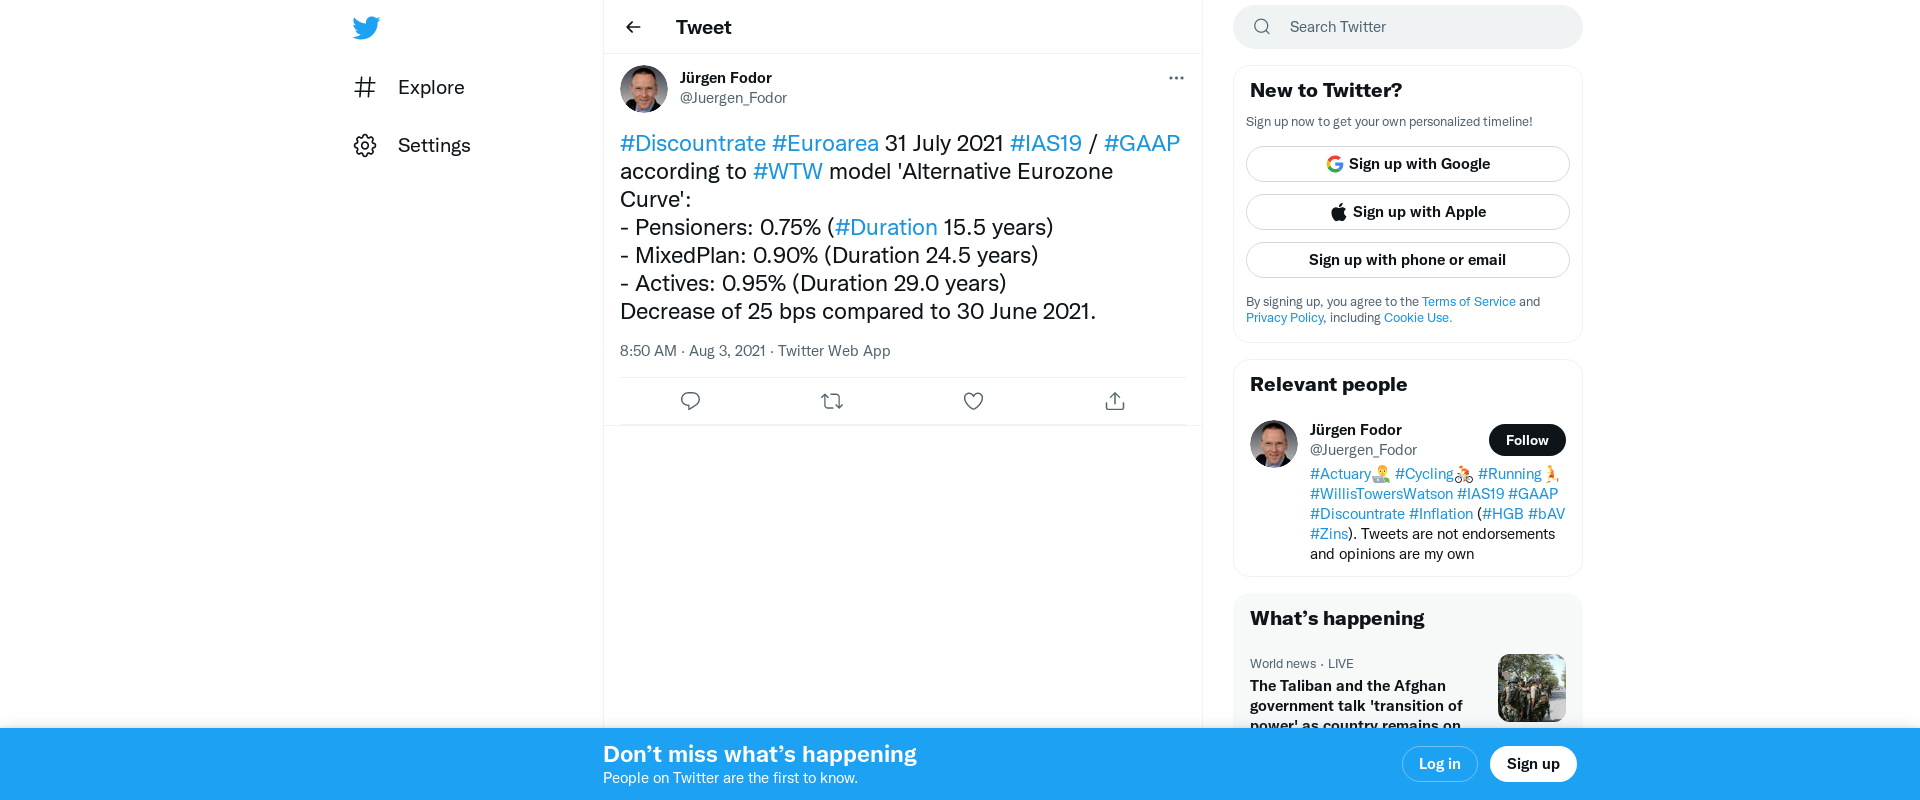 Explore
Settings
Tweet
Jürgen Fodor
@Juergen_Fodor
#Discountrate #Euroarea 31 July 2021 #IAS19 / #GAAP
according to #WTW model 'Alternative Eurozone
Curve':
- Pensioners: 0.75% (#Duration 15.5 years)
- MixedPlan: 0.90% (Duration 24.5 years)
- Actives: 0.95% (Duration 29.0 years)
Decrease of 25 bps compared to 30 June 2021.
8:50 AM · Aug 3, 2021 · Twitter Web App
Search Twitter
New to Twitter?
Sign up now to get your own personalized timeline!
Sign up with Google
Sign up with Apple
Sign up with phone or email
By signing up, you agree to the Terms of Service and
Privacy Policy, including Cookie Use.
Relevant people
Jürgen Fodor
@Juergen_Fodor
Follow
#Actuary #Cycling #Running
#WillisTowersWatson #IAS19 #GAAP
#Discountrate #Inflation (#HGB #bAV
#Zins). Tweets are not endorsements
and opinions are my own
What's happening
World news · LIVE
The Taliban and the Afghan
government talk 'transition of
power' as country remains on
Don't miss what's happening
People on Twitter are the first to know.
Log in
Sign up